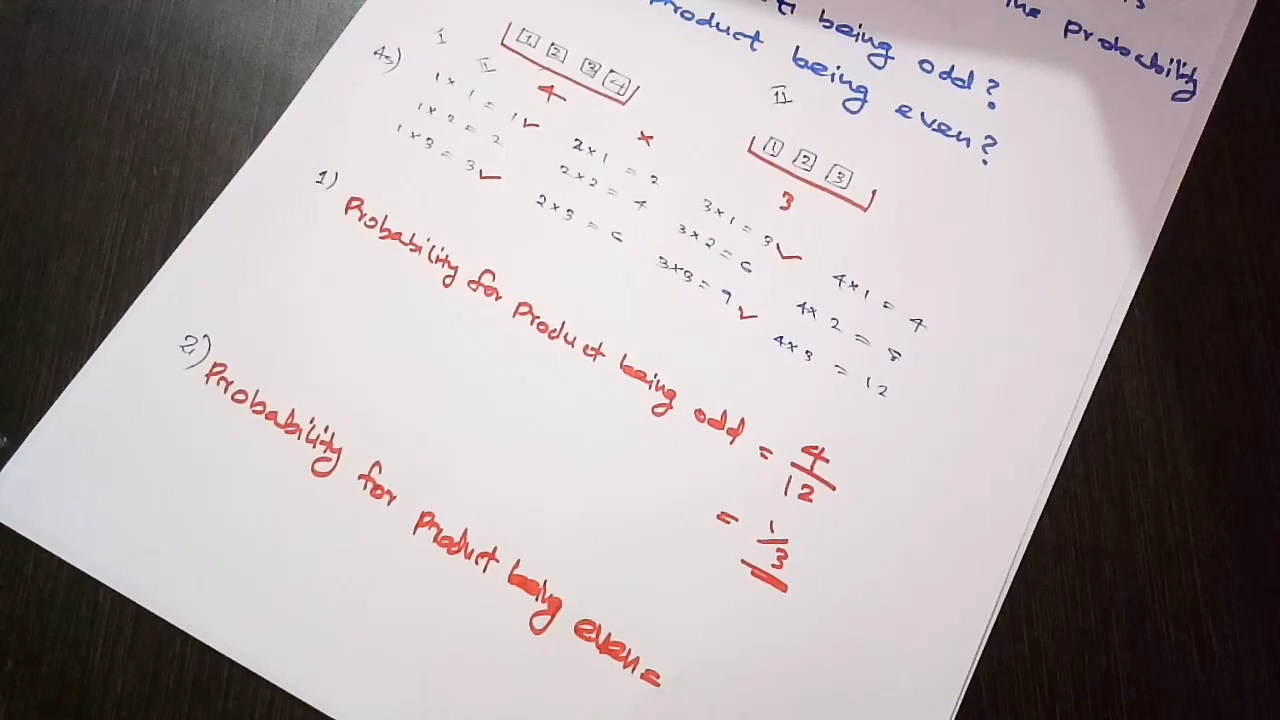 the Probability
being odd?
product being even?
As)
I
II
1 2 3 4
4
×
II
1 2 3
3
1 × 1 = 1 ✓
1 × 2 = 2
1 × 3 = 3 ✓
2 × 1 = 2
2 × 2 = 4
2 × 3 = 6
3 × 1 = 3 ✓
3 × 2 = 6
3 × 3 = 9 ✓
4 × 1 = 4
4 × 2 = 8
4 × 3 = 12
1) Probability for product being odd = 4/12
= 1/3
2) Probability for product being even =